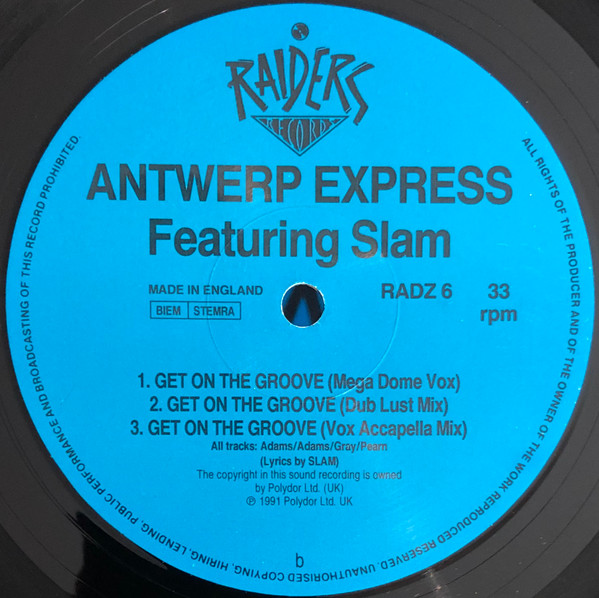 RAIDERS
RECORDS
ANTWERP EXPRESS
Featuring Slam
MADE IN ENGLAND
BIEM STEMRA
RADZ 6
33
rpm
1. GET ON THE GROOVE (Mega Dome Vox)
2. GET ON THE GROOVE (Dub Lust Mix)
3. GET ON THE GROOVE (Vox Accapella Mix)
All tracks: Adams/Adams/Gray/Pearn
(Lyrics by SLAM)
The copyright in this sound recording is owned
by Polydor Ltd. (UK)
℗ 1991 Polydor Ltd. UK
b
ALL RIGHTS OF THE PRODUCER AND OF THE OWNER OF THE WORK REPRODUCED RESERVED. UNAUTHORISED COPYING, HIRING, LENDING, PUBLIC PERFORMANCE AND BROADCASTING OF THIS RECORD PROHIBITED.